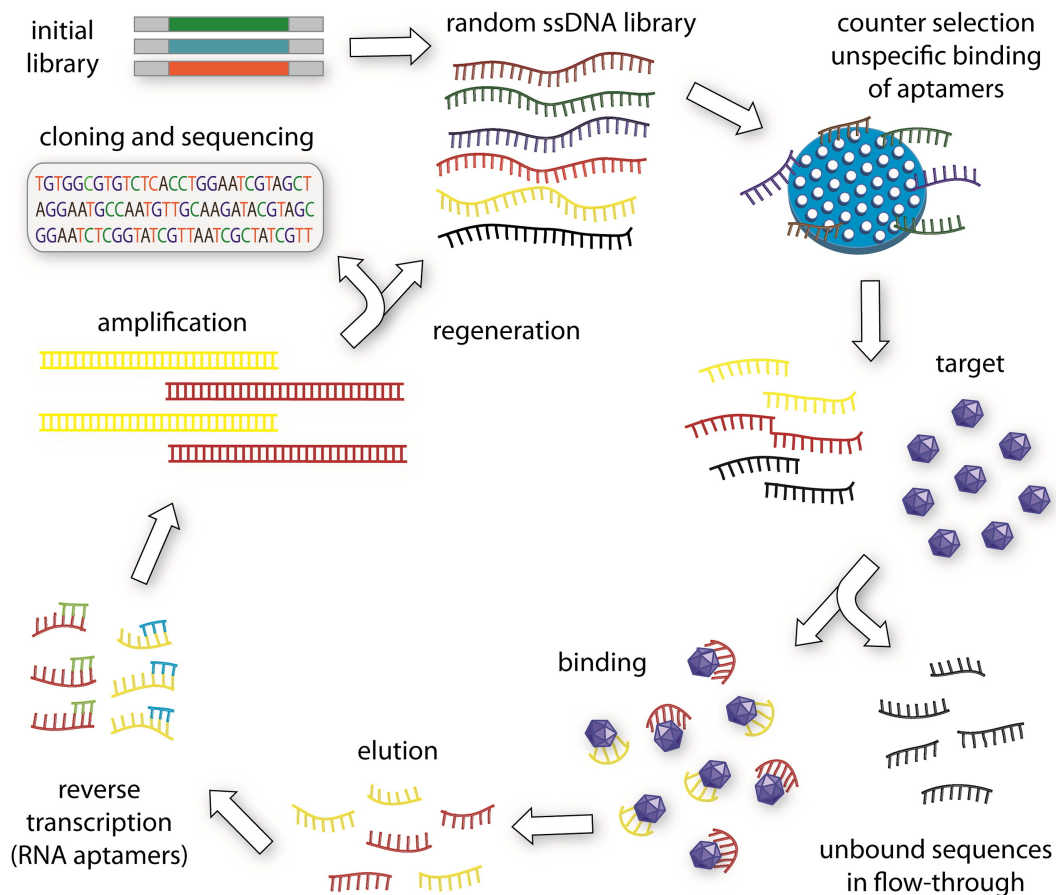 initial
library
random ssDNA library
counter selection
unspecific binding
of aptamers
cloning and sequencing
TGTGGCGTGTCTCACCTGGAATCGTAGCT
AGGAATGCCAATGTTGCAAGATACGTAGC
GGAATCTCGGTATCGTTAATCGCTATCGTT
amplification
regeneration
target
binding
elution
reverse
transcription
(RNA aptamers)
unbound sequences
in flow-through